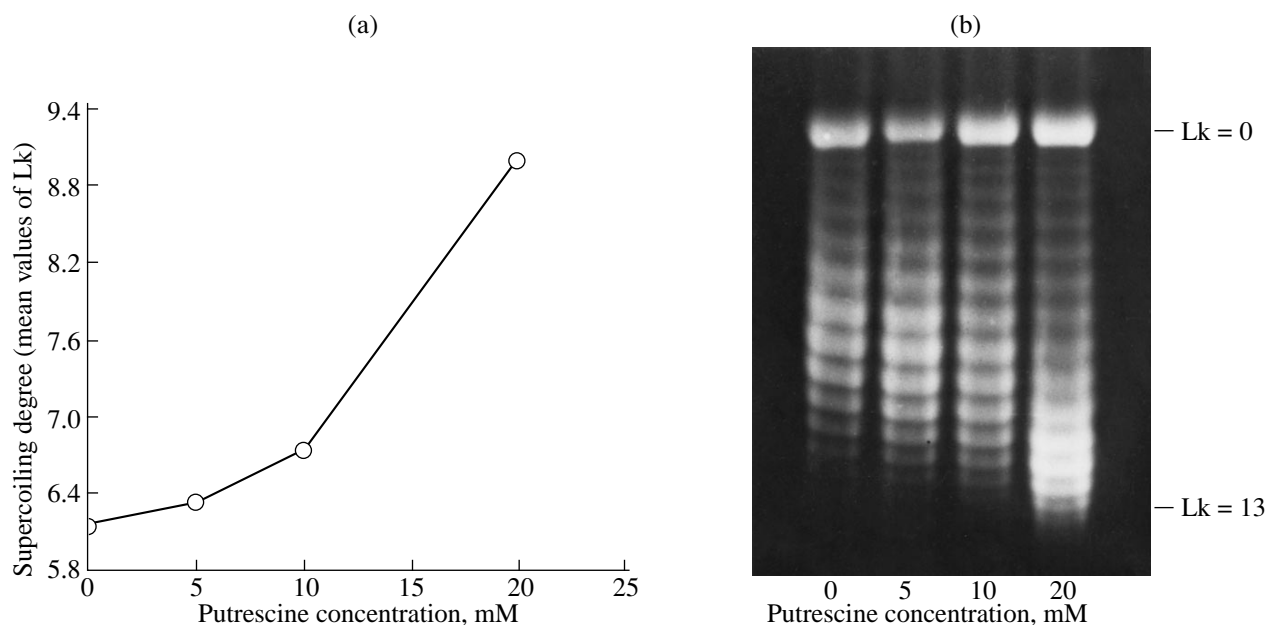 (a)
Supercoiling degree (mean values of Lk)
9.4
8.8
8.2
7.6
7.0
6.4
5.8
0 5 10 15 20 25
Putrescine concentration, mM
(b)
Lk = 0
Lk = 13
0 5 10 20
Putrescine concentration, mM